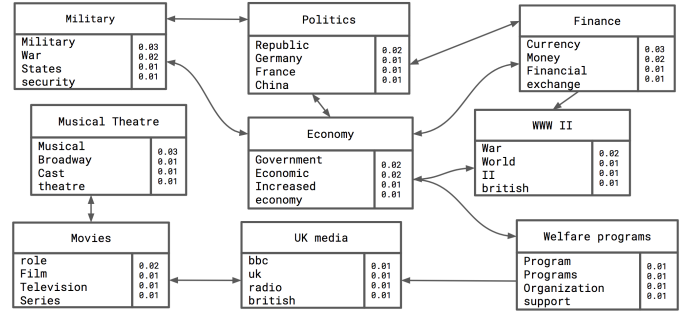 Military
Military 0.03
War 0.02
States 0.01
security 0.01
Politics
Republic 0.02
Germany 0.01
France 0.01
China 0.01
Finance
Currency 0.03
Money 0.02
Financial 0.01
exchange 0.01
Musical Theatre
Musical 0.03
Broadway 0.01
Cast 0.01
theatre 0.01
Economy
Government 0.02
Economic 0.02
Increased 0.01
economy 0.01
WWW II
War 0.02
World 0.01
II 0.01
british 0.01
Movies
role 0.02
Film 0.01
Television 0.01
Series 0.01
UK media
bbc 0.01
uk 0.01
radio 0.01
british 0.01
Welfare programs
Program 0.01
Programs 0.01
Organization 0.01
support 0.01